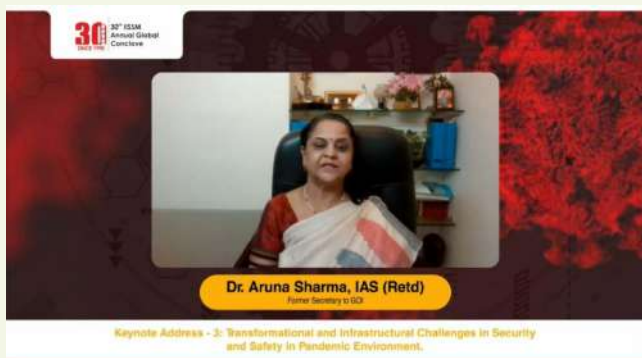 30
SINCE 1990
30th IISSM
Annual Global
Conclave
Dr. Aruna Sharma, IAS (Retd)
Former Secretary to GOI
Keynote Address - 3: Transformational and Infrastructural Challenges in Security
and Safety in Pandemic Environment.